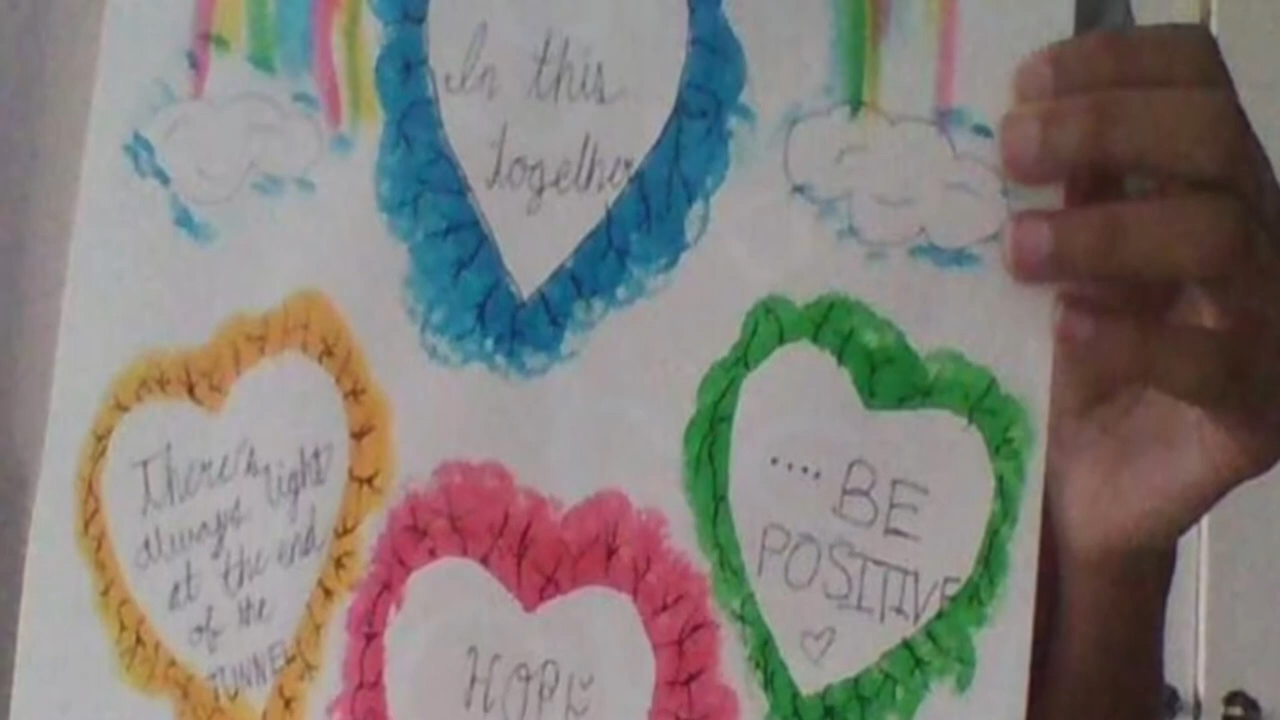 In this
together
There's
always light
at the end
of the
TUNNEL
.... BE
POSITIVE
HOPE